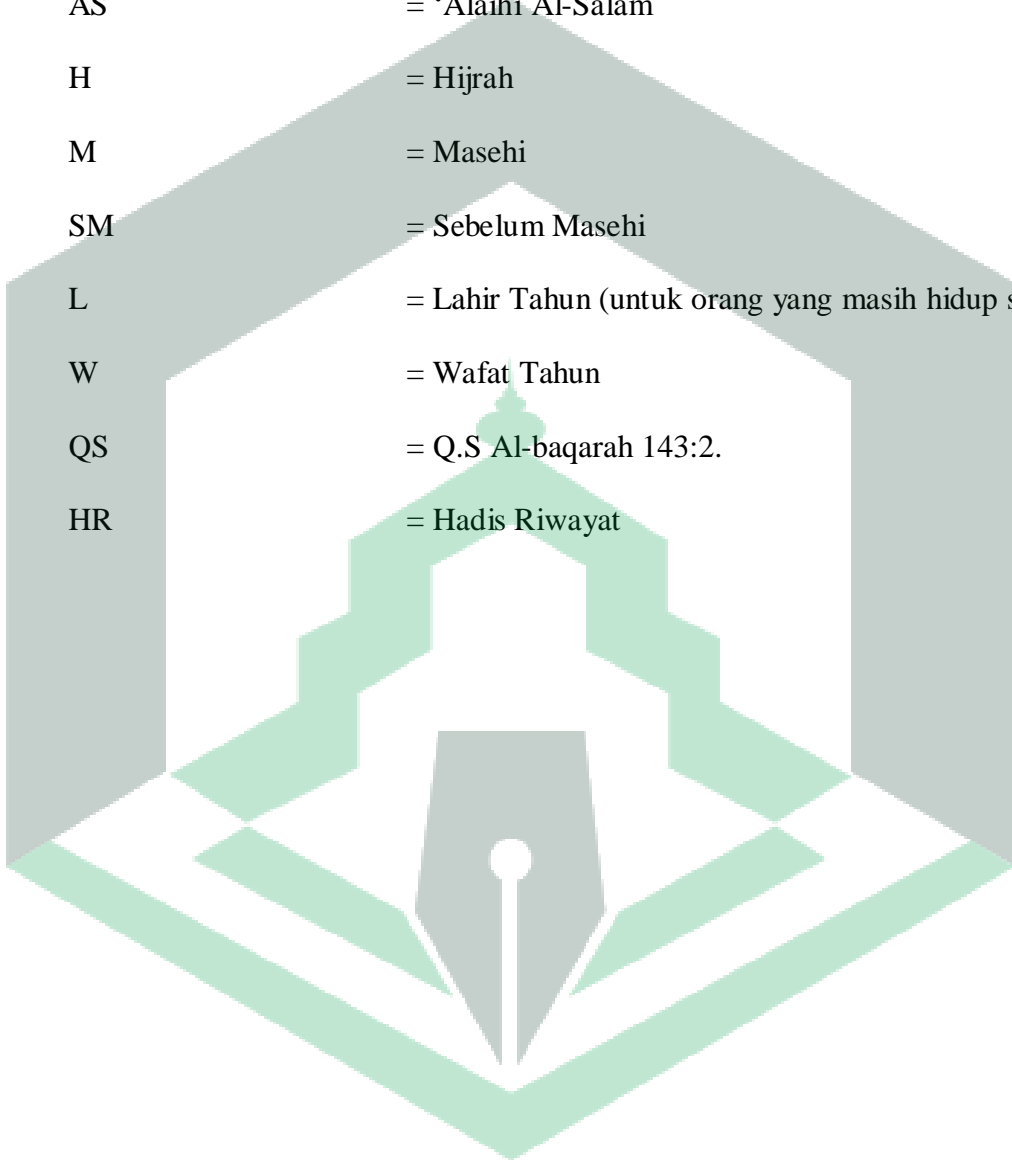 AS = ‘Alaihi Al-Salam
H = Hijrah
M = Masehi
SM = Sebelum Masehi
L = Lahir Tahun (untuk orang yang masih hidup
W = Wafat Tahun
QS = Q.S Al-baqarah 143:2.
HR = Hadis Riwayat